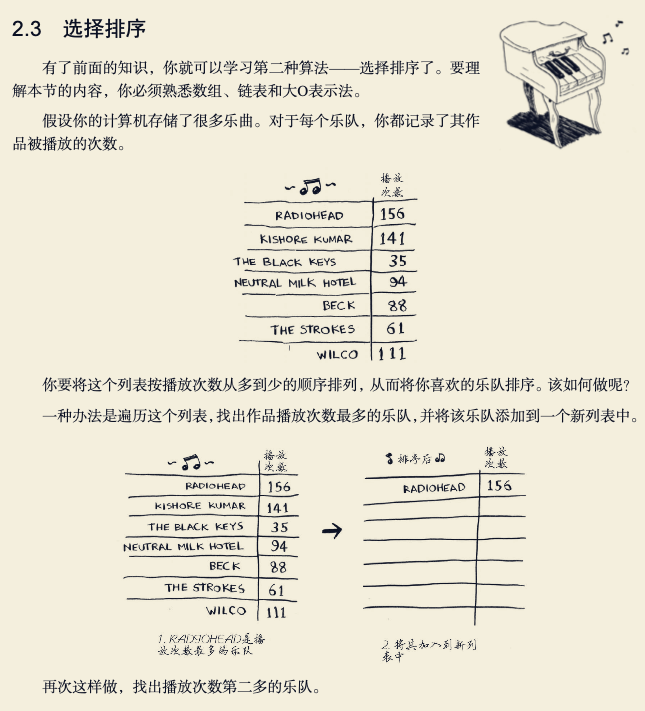 2.3 选择排序
有了前面的知识，你就可以学习第二种算法——选择排序了。要理
解本节的内容，你必须熟悉数组、链表和大O表示法。
假设你的计算机存储了很多乐曲。对于每个乐队，你都记录了其作
品被播放的次数。
播放
次数
RADIOHEAD 156
KISHORE KUMAR 141
THE BLACK KEYS 35
NEUTRAL MILK HOTEL 94
BECK 88
THE STROKES 61
WILCO 111
你要将这个列表按播放次数从多到少的顺序排列，从而将你喜欢的乐队排序。该如何做呢？
一种办法是遍历这个列表，找出作品播放次数最多的乐队，并将该乐队添加到一个新列表中。
播放
次数
RADIOHEAD 156
KISHORE KUMAR 141
THE BLACK KEYS 35
NEUTRAL MILK HOTEL 94
BECK 88
THE STROKES 61
WILCO 111
1. RADIOHEAD是播
放次数最多的乐队
排序后
播放
次数
RADIOHEAD 156
2. 将其加入到新列
表中
再次这样做，找出播放次数第二多的乐队。